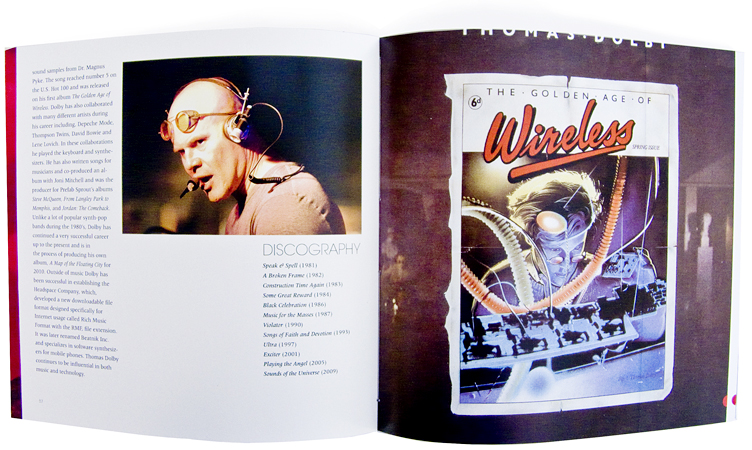 sound samples from Dr. Magnus
Pyke. The song reached number 5 on
the U.S. Hot 100 and was released
on his first album The Golden Age of
Wireless. Dolby has also collaborated
with many different artists during
his career including, Depeche Mode,
Thompson Twins, David Bowie and
Lene Lovich. In these collaborations
he played the keyboard and synthe-
sizers. He has also written songs for
musicians and co-produced an al-
bum with Joni Mitchell and was the
producer for Prefab Sprout's albums
Steve McQueen, From Langley Park to
Memphis, and Jordan: The Comeback.
Unlike a lot of popular synth-pop
bands during the 1980's, Dolby has
continued a very successful career
up to the present and is in
the process of producing his own
album, A Map of the Floating City for
2010. Outside of music Dolby has
been successful in establishing the
Headspace Company, which,
developed a new downloadable file
format designed specifically for
Internet usage called Rich Music
Format with the RMF, file extension.
It was later renamed Beatnik Inc.
and specializes in software synthesiz-
ers for mobile phones. Thomas Dolby
continues to be influential in both
music and technology.
DISCOGRAPHY
Speak & Spell (1981)
A Broken Frame (1982)
Construction Time Again (1983)
Some Great Reward (1984)
Black Celebration (1986)
Music for the Masses (1987)
Violater (1990)
Songs of Faith and Devotion (1993)
Ultra (1997)
Exciter (2001)
Playing the Angel (2005)
Sounds of the Universe (2009)
THOMAS·DOLBY
6d
THE·GOLDEN·AGE·OF
Wireless
SPRING ISSUE